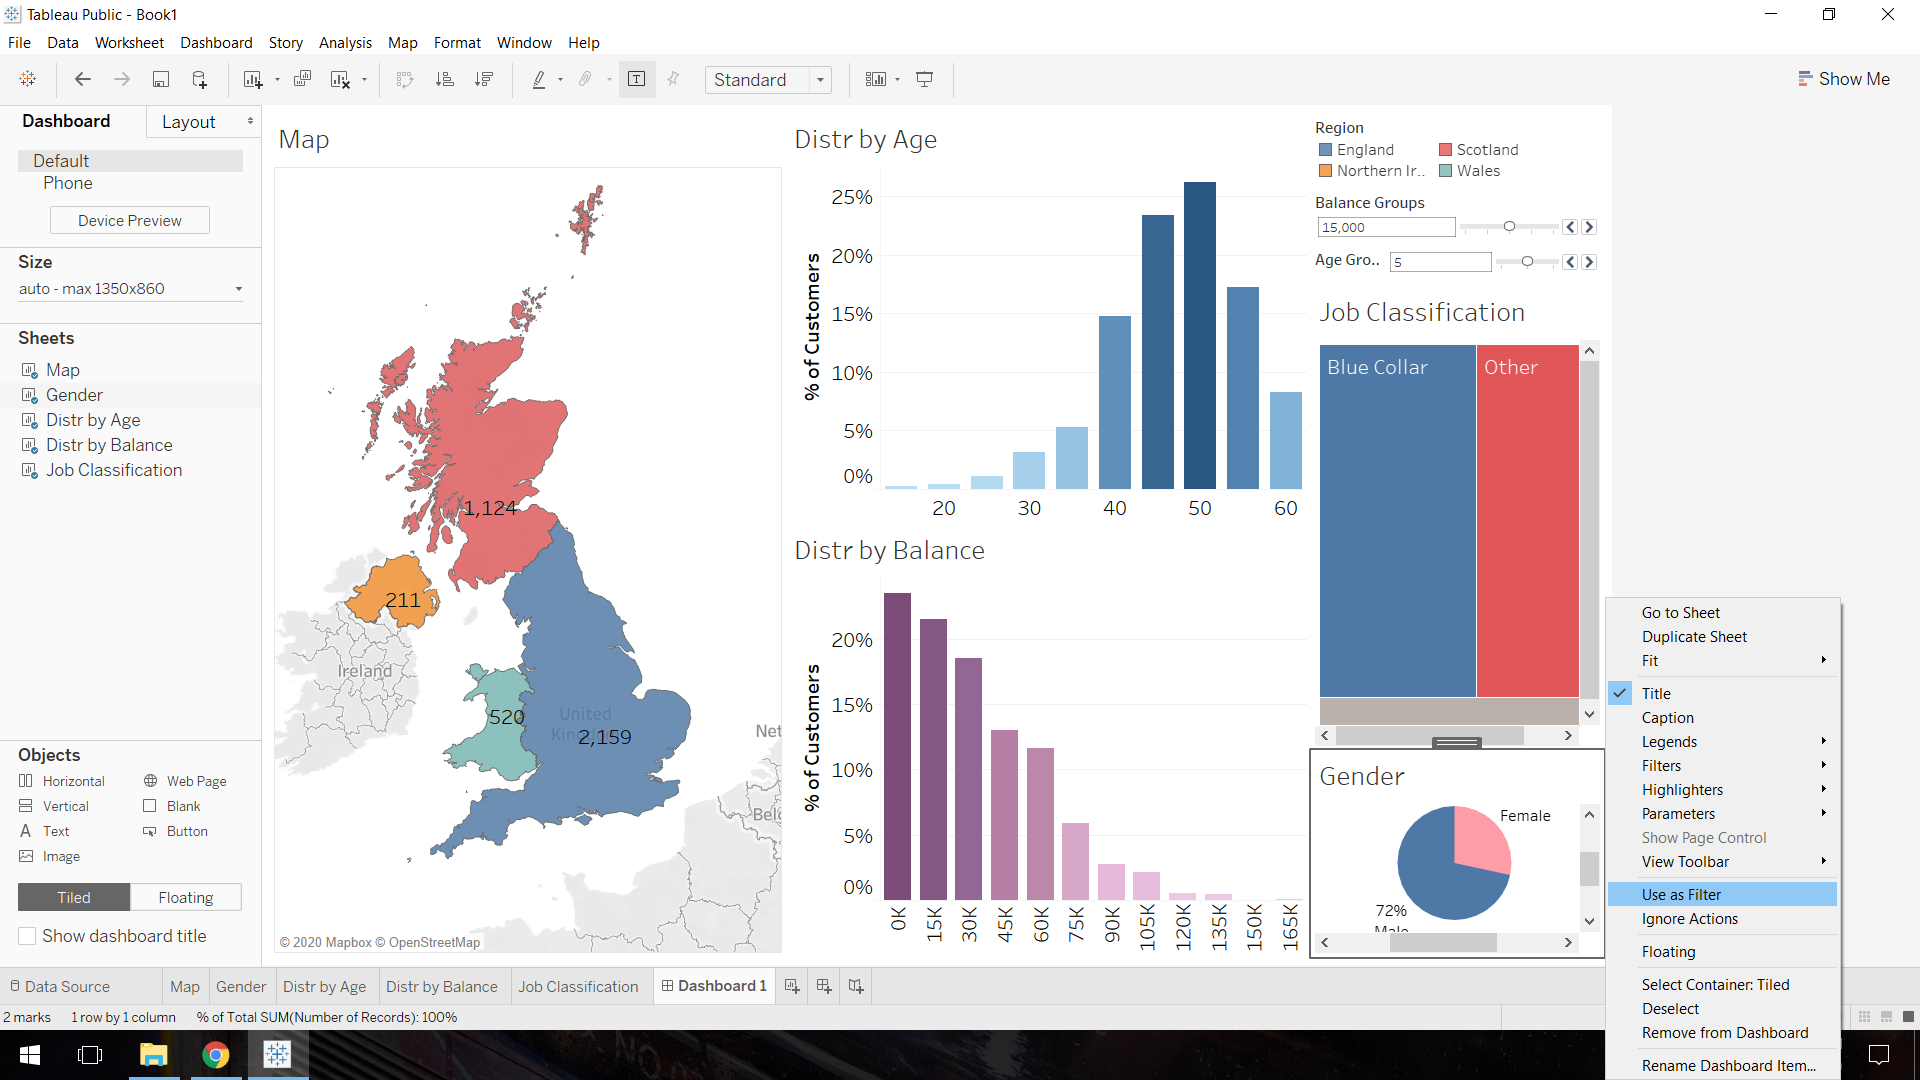 Tableau Public - Book1
File Data Worksheet Dashboard Story Analysis Map Format Window Help
Standard
Show Me
Dashboard
Layout
Default
Phone
Device Preview
Size
auto - max 1350x860
Sheets
Map
Gender
Distr by Age
Distr by Balance
Job Classification
Objects
Horizontal Web Page
Vertical Blank
A Text Button
Image
Tiled Floating
Show dashboard title
Map
1,124
211
Ireland
520
United
2,159
Net
Belg
© 2020 Mapbox © OpenStreetMap
Distr by Age
% of Customers
25%
20%
15%
10%
5%
0%
20 30 40 50 60
Distr by Balance
% of Customers
20%
15%
10%
5%
0%
0K 15K 30K 45K 60K 75K 90K 105K 120K 135K 150K 165K
Region
England Scotland
Northern Ir.. Wales
Balance Groups
15,000
Age Gro.. 5
Job Classification
Blue Collar Other
Gender
Female
72%
Male
Go to Sheet
Duplicate Sheet
Fit
Title
Caption
Legends
Filters
Highlighters
Parameters
Show Page Control
View Toolbar
Use as Filter
Ignore Actions
Floating
Select Container: Tiled
Deselect
Remove from Dashboard
Rename Dashboard Item...
Data Source Map Gender Distr by Age Distr by Balance Job Classification Dashboard 1
2 marks 1 row by 1 column % of Total SUM(Number of Records): 100%